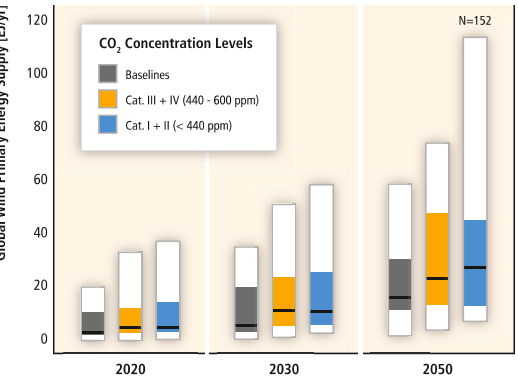 Global Wind Primary Energy Supply [EJ/yr]
120
100
80
60
40
20
0
N=152
CO₂ Concentration Levels
Baselines
Cat. III + IV (440 - 600 ppm)
Cat. I + II (< 440 ppm)
2020
2030
2050